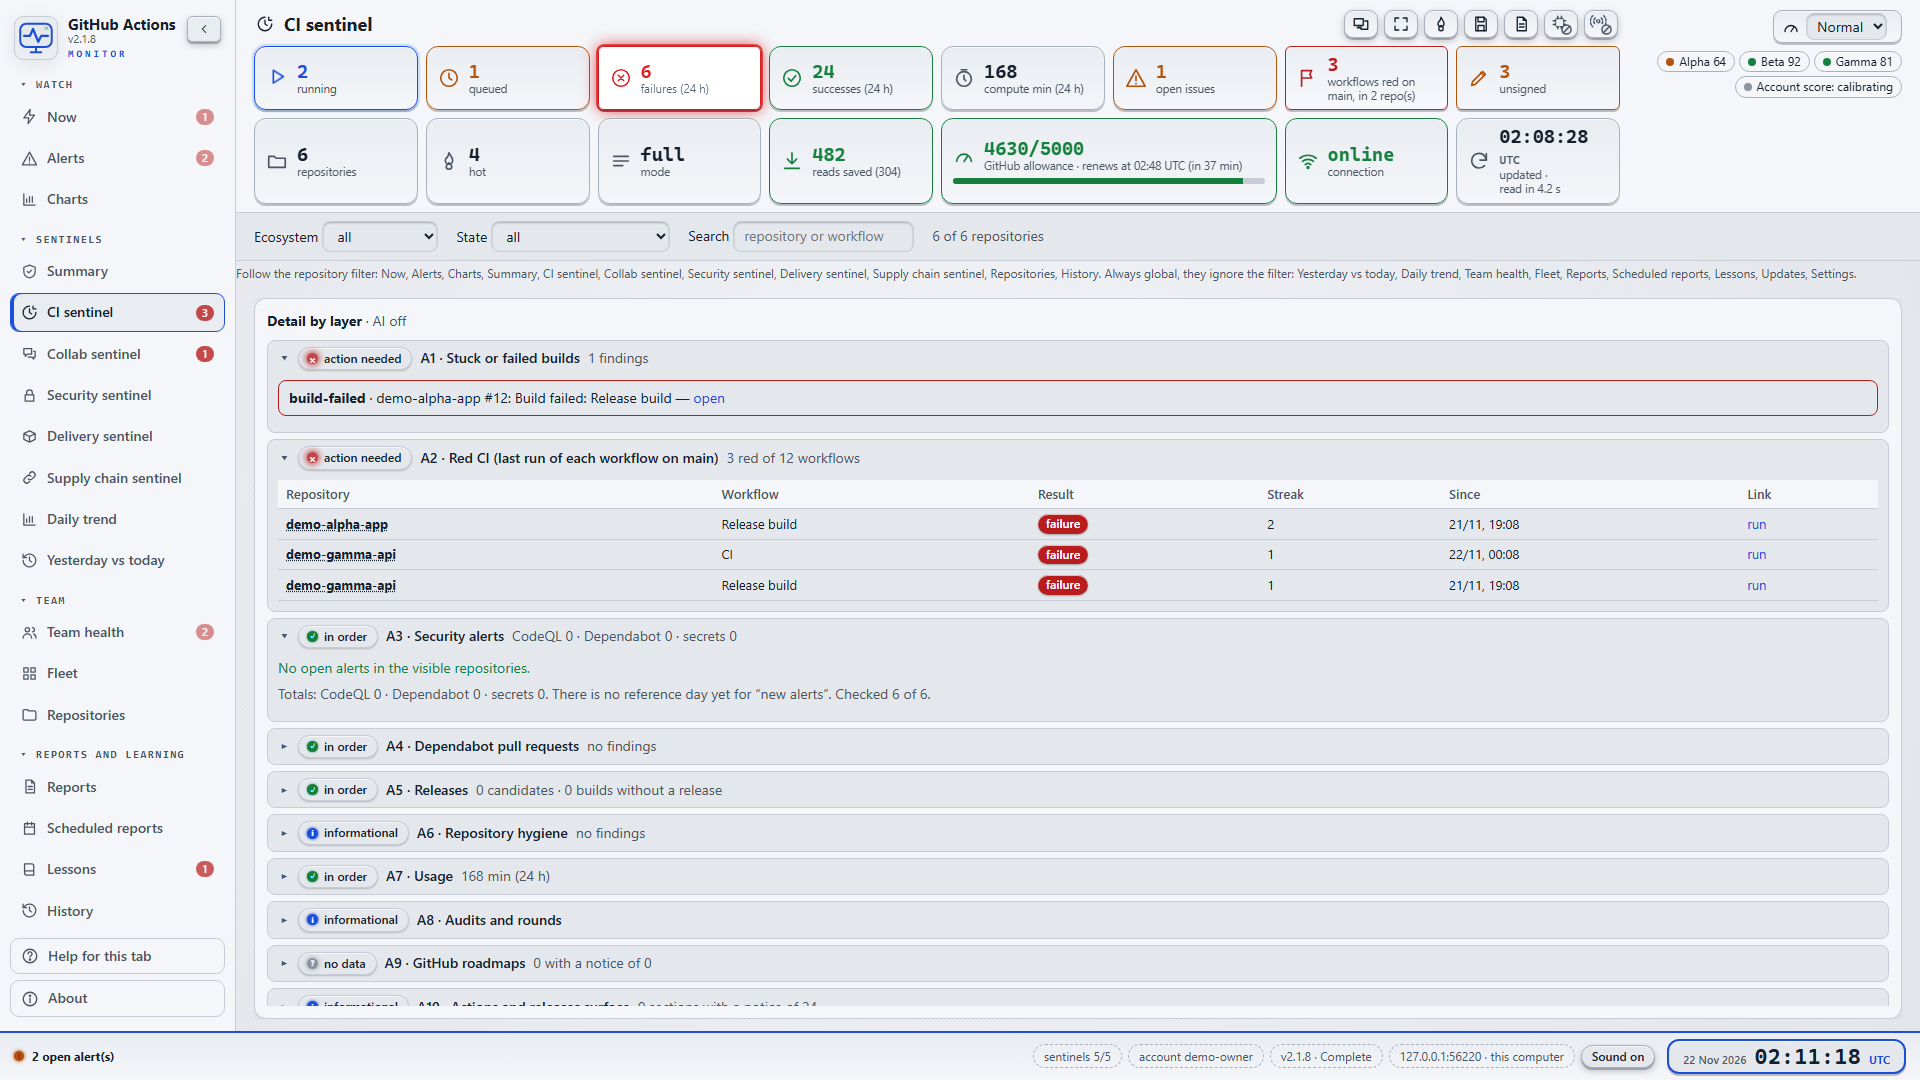 GitHub Actions
v2.1.8
MONITOR
WATCH
Now 1
Alerts 2
Charts
SENTINELS
Summary
CI sentinel 3
Collab sentinel 1
Security sentinel
Delivery sentinel
Supply chain sentinel
Daily trend
Yesterday vs today
TEAM
Team health 2
Fleet
Repositories
REPORTS AND LEARNING
Reports
Scheduled reports
Lessons 1
History
Help for this tab
About
CI sentinel
Normal
Alpha 64
Beta 92
Gamma 81
Account score: calibrating
2
running
1
queued
6
failures (24 h)
24
successes (24 h)
168
compute min (24 h)
1
open issues
3
workflows red on
main, in 2 repo(s)
3
unsigned
6
repositories
4
hot
full
mode
482
reads saved (304)
4630/5000
GitHub allowance · renews at 02:48 UTC (in 37 min)
online
connection
02:08:28
UTC
updated ·
read in 4.2 s
Ecosystem all State all Search repository or workflow 6 of 6 repositories
Follow the repository filter: Now, Alerts, Charts, Summary, CI sentinel, Collab sentinel, Security sentinel, Delivery sentinel, Supply chain sentinel, Repositories, History. Always global, they ignore the filter: Yesterday vs today, Daily trend, Team health, Fleet, Reports, Scheduled reports, Lessons, Updates, Settings.
Detail by layer · AI off
action needed A1 · Stuck or failed builds 1 findings
build-failed · demo-alpha-app #12: Build failed: Release build — open
action needed A2 · Red CI (last run of each workflow on main) 3 red of 12 workflows
Repository Workflow Result Streak Since Link
demo-alpha-app Release build failure 2 21/11, 19:08 run
demo-gamma-api CI failure 1 22/11, 00:08 run
demo-gamma-api Release build failure 1 21/11, 19:08 run
in order A3 · Security alerts CodeQL 0 · Dependabot 0 · secrets 0
No open alerts in the visible repositories.
Totals: CodeQL 0 · Dependabot 0 · secrets 0. There is no reference day yet for “new alerts”. Checked 6 of 6.
in order A4 · Dependabot pull requests no findings
in order A5 · Releases 0 candidates · 0 builds without a release
informational A6 · Repository hygiene no findings
in order A7 · Usage 168 min (24 h)
informational A8 · Audits and rounds
no data A9 · GitHub roadmaps 0 with a notice of 0
informational A10 · Actions and releases surface 0 sections with a notice of 24
2 open alert(s)
sentinels 5/5
account demo-owner
v2.1.8 · Complete
127.0.0.1:56220 · this computer
Sound on
22 Nov 2026 02:11:18 UTC